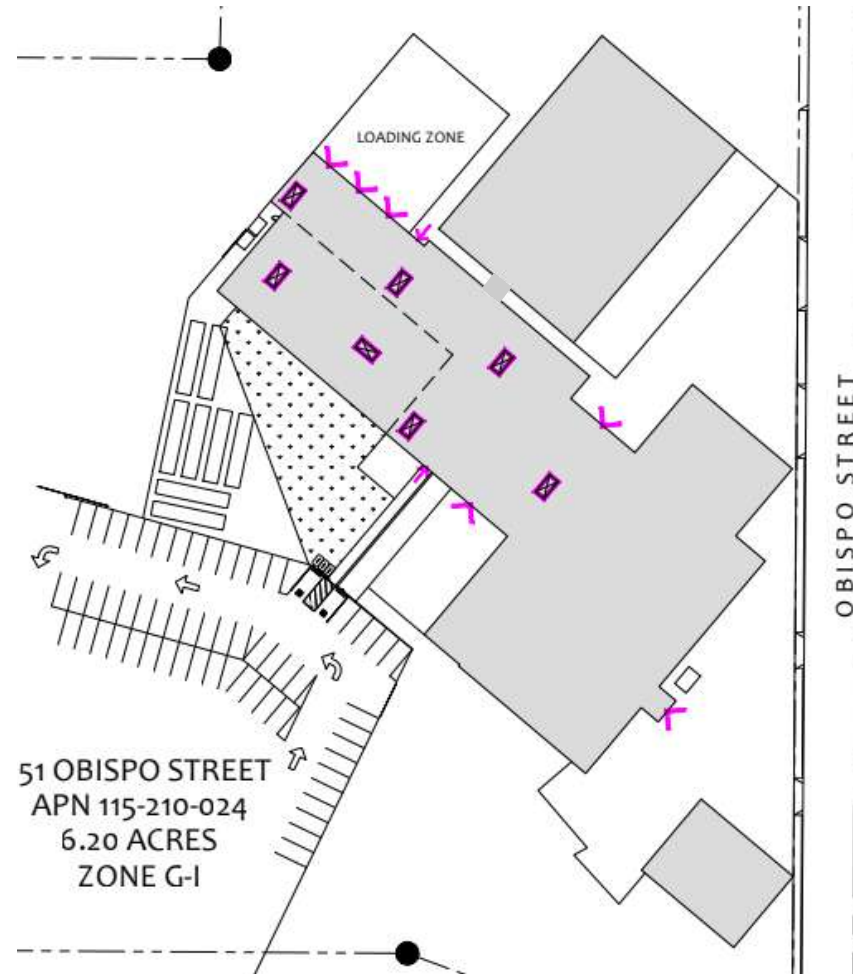 LOADING ZONE
OBISPO STREET
51 OBISPO STREET
APN 115-210-024
6.20 ACRES
ZONE G-I